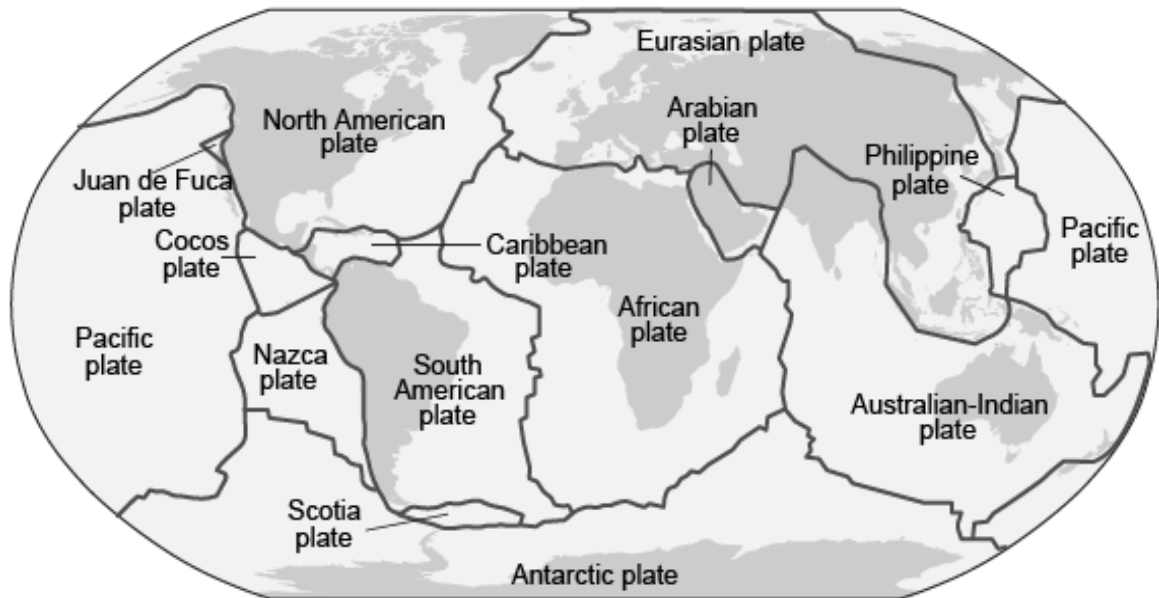 Eurasian plate
North American
plate
Arabian
plate
Philippine
plate
Juan de Fuca
plate
Cocos
plate
Caribbean
plate
Pacific
plate
African
plate
Pacific
plate
Nazca
plate
South
American
plate
Australian-Indian
plate
Scotia
plate
Antarctic plate